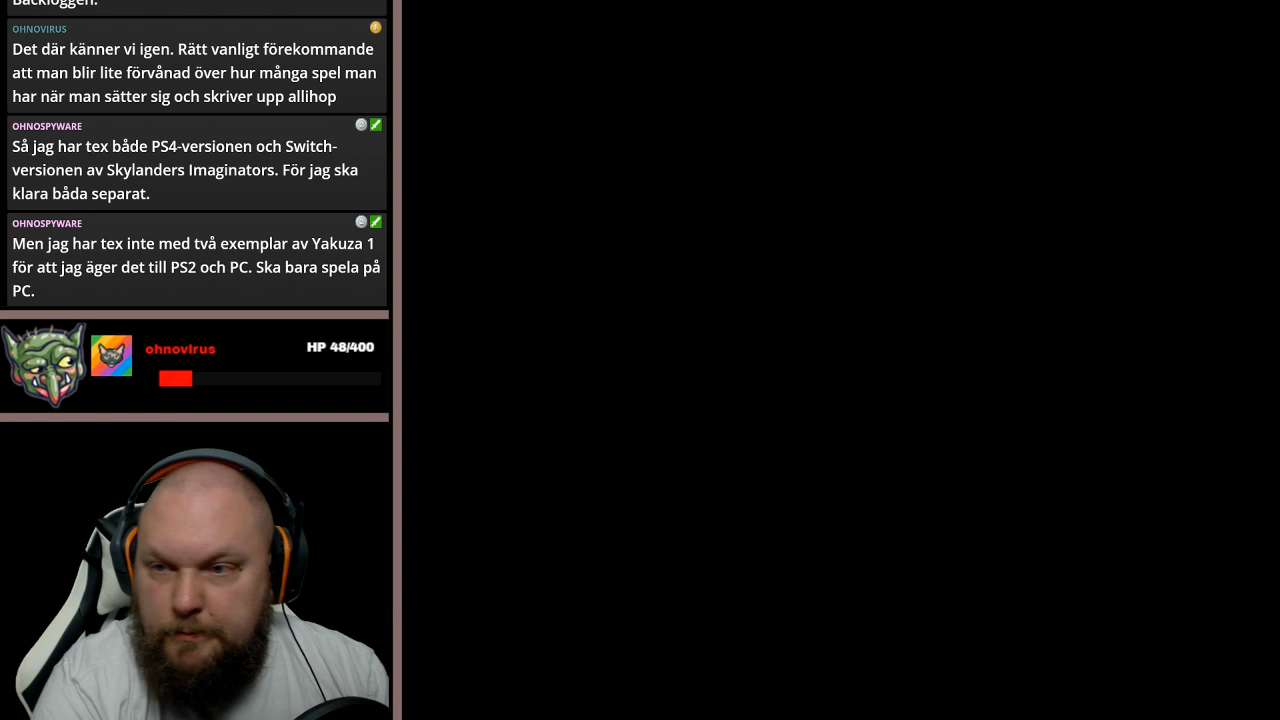 Backloggen.
OHNOVIRUS
Det där känner vi igen. Rätt vanligt förekommande
att man blir lite förvånad över hur många spel man
har när man sätter sig och skriver upp allihop
OHNOSPYWARE
Så jag har tex både PS4-versionen och Switch-
versionen av Skylanders Imaginators. För jag ska
klara båda separat.
OHNOSPYWARE
Men jag har tex inte med två exemplar av Yakuza 1
för att jag äger det till PS2 och PC. Ska bara spela på
PC.
ohnovirus
HP 48/400